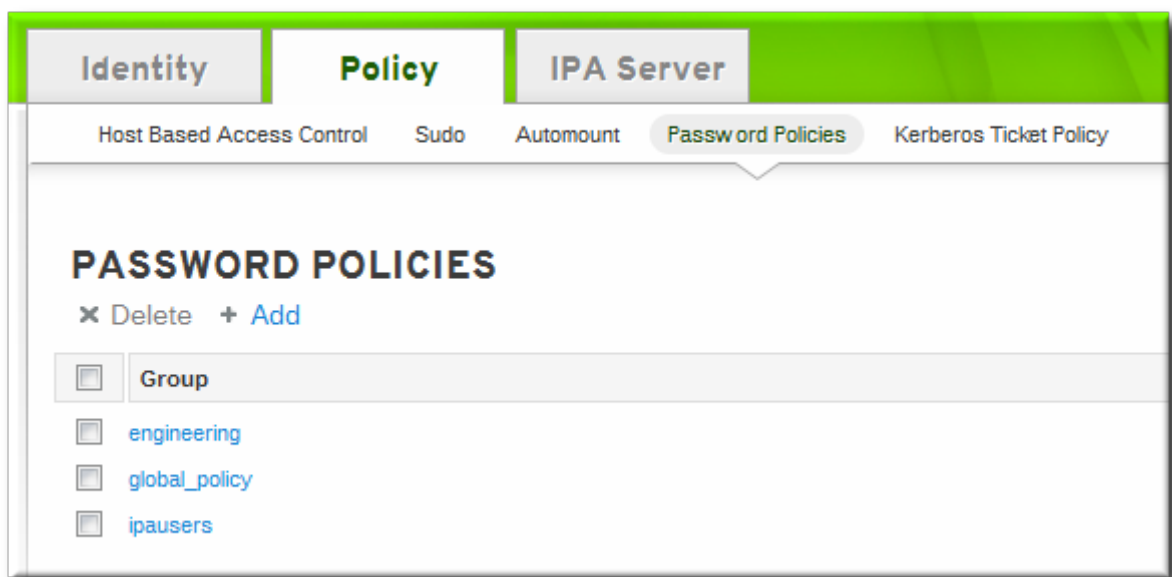 Identity Policy IPA Server
Host Based Access Control Sudo Automount Password Policies Kerberos Ticket Policy
PASSWORD POLICIES
Delete + Add
Group
engineering
global_policy
ipausers